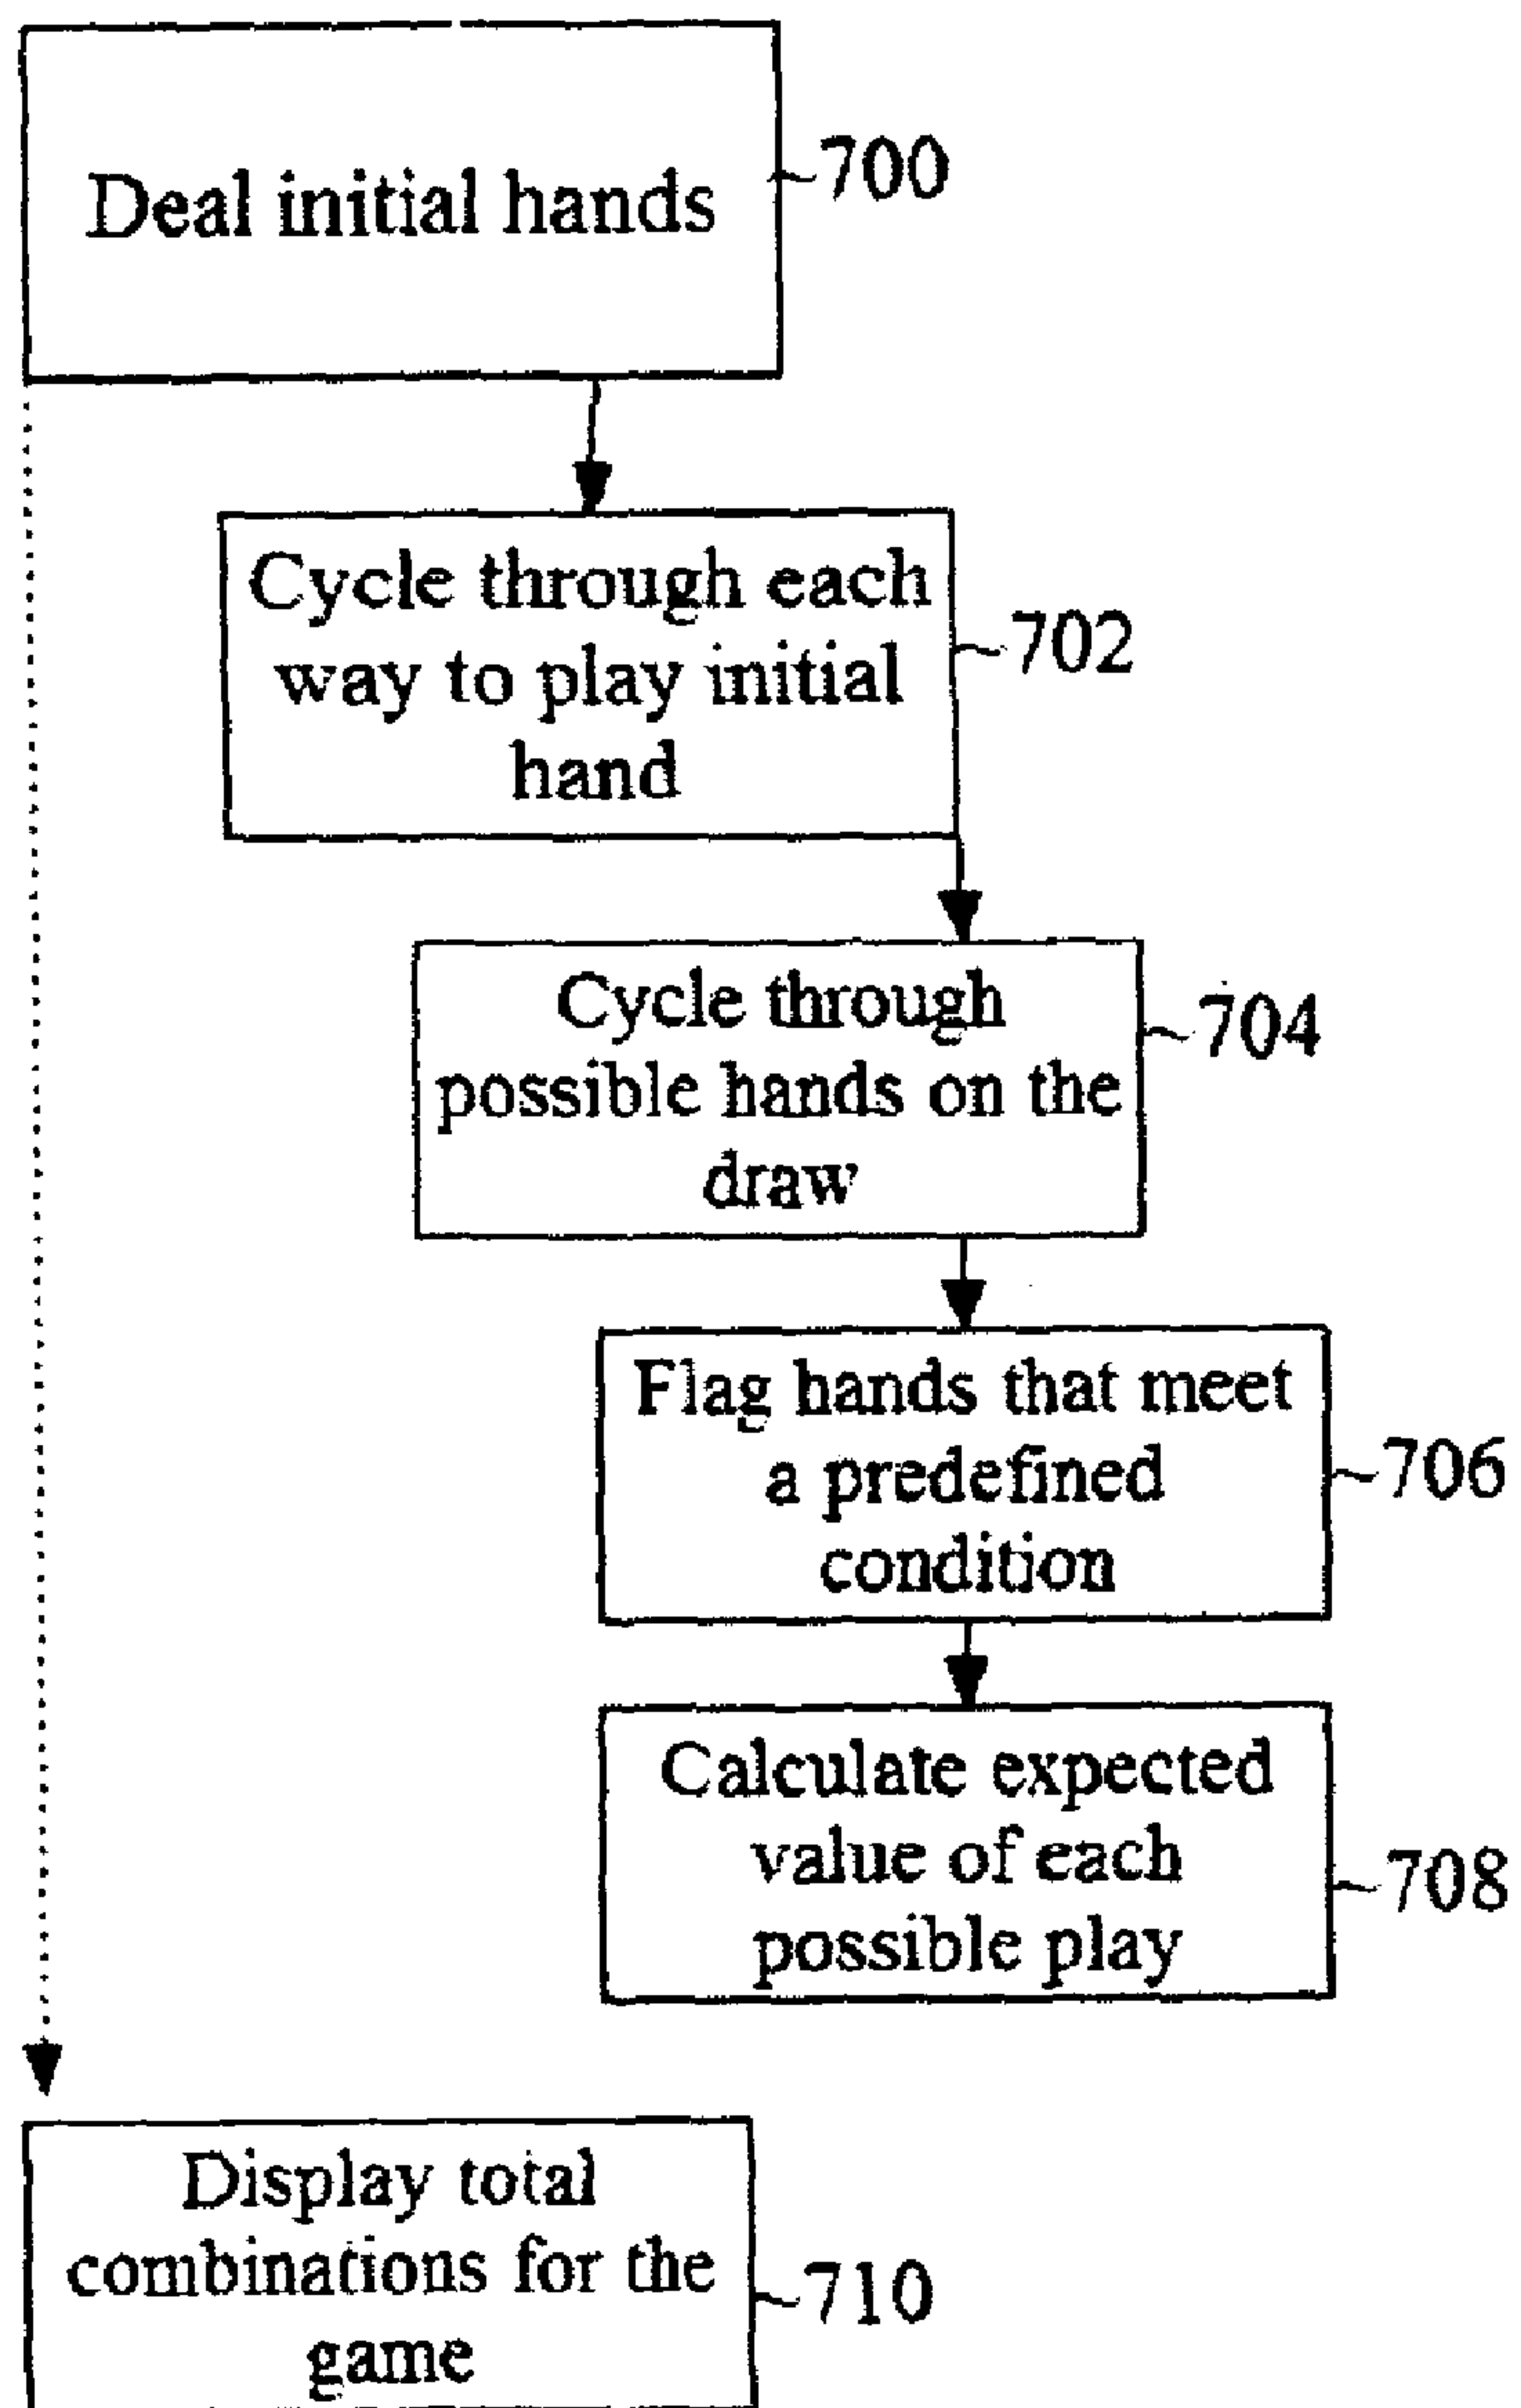 Deal initial hands
700
Cycle through each
way to play initial
hand
702
Cycle through
possible hands on the
draw
704
Flag hands that meet
a predefined
condition
706
Calculate expected
value of each
possible play
708
Display total
combinations for the
game
710